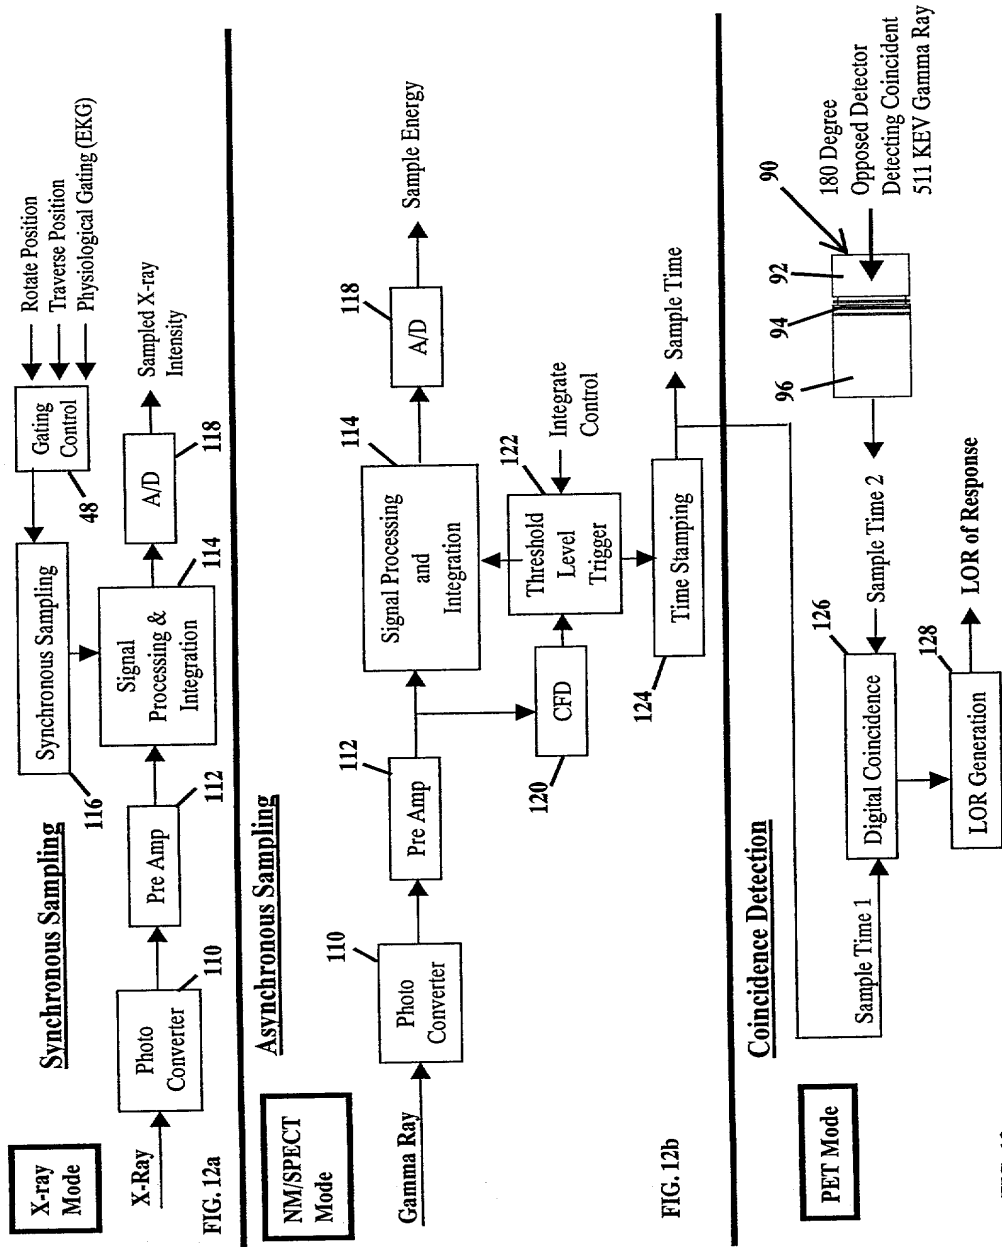 X-ray
Mode
Synchronous Sampling
Rotate Position
Traverse Position
Physiological Gating (EKG)
Gating
Control
48
Synchronous Sampling
116
X-Ray
Photo
Converter
110
Pre Amp
112
Signal
Processing &
Integration
114
A/D
118
Sampled X-ray
Intensity
FIG. 12a
NM/SPECT
Mode
Asynchronous Sampling
Gamma Ray
Photo
Converter
110
Pre Amp
112
Signal Processing
and
Integration
114
A/D
118
Sample Energy
CFD
120
Threshold
Level
Trigger
122
Integrate
Control
Time Stamping
124
Sample Time
FIG. 12b
PET Mode
Coincidence Detection
Sample Time 1
Digital Coincidence
126
Sample Time 2
96
94
92
90
180 Degree
Opposed Detector
Detecting Coincident
511 KEV Gamma Ray
LOR Generation
128
LOR of Response